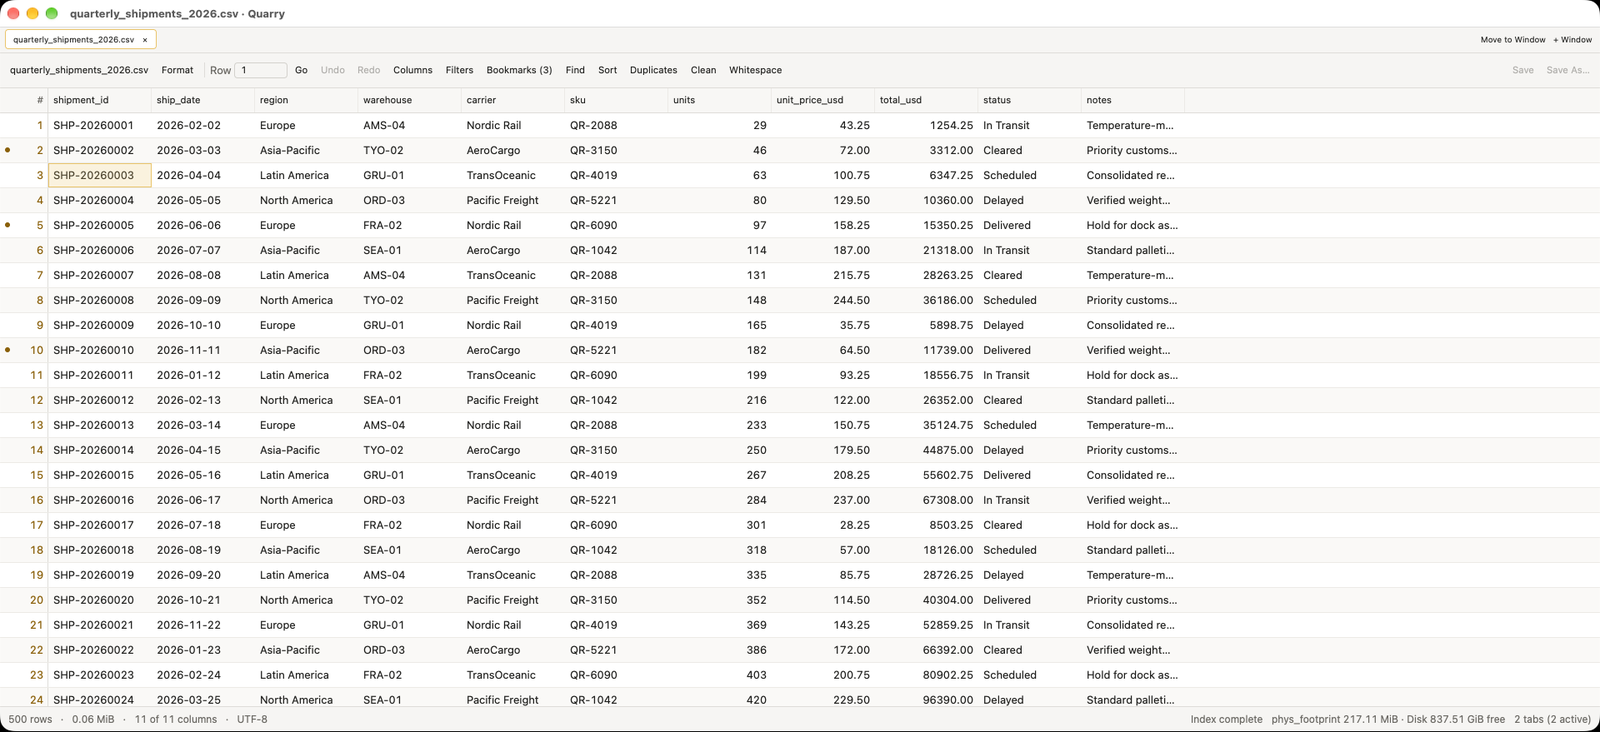 quarterly_shipments_2026.csv · Quarry
quarterly_shipments_2026.csv × Move to Window + Window
quarterly_shipments_2026.csv Format Row 1 Go Undo Redo Columns Filters Bookmarks (3) Find Sort Duplicates Clean Whitespace Save Save As…
# shipment_id ship_date region warehouse carrier sku units unit_price_usd total_usd status notes
1 SHP-20260001 2026-02-02 Europe AMS-04 Nordic Rail QR-2088 29 43.25 1254.25 In Transit Temperature-m…
2 SHP-20260002 2026-03-03 Asia-Pacific TYO-02 AeroCargo QR-3150 46 72.00 3312.00 Cleared Priority customs…
3 SHP-20260003 2026-04-04 Latin America GRU-01 TransOceanic QR-4019 63 100.75 6347.25 Scheduled Consolidated re…
4 SHP-20260004 2026-05-05 North America ORD-03 Pacific Freight QR-5221 80 129.50 10360.00 Delayed Verified weight…
5 SHP-20260005 2026-06-06 Europe FRA-02 Nordic Rail QR-6090 97 158.25 15350.25 Delivered Hold for dock as…
6 SHP-20260006 2026-07-07 Asia-Pacific SEA-01 AeroCargo QR-1042 114 187.00 21318.00 In Transit Standard palleti…
7 SHP-20260007 2026-08-08 Latin America AMS-04 TransOceanic QR-2088 131 215.75 28263.25 Cleared Temperature-m…
8 SHP-20260008 2026-09-09 North America TYO-02 Pacific Freight QR-3150 148 244.50 36186.00 Scheduled Priority customs…
9 SHP-20260009 2026-10-10 Europe GRU-01 Nordic Rail QR-4019 165 35.75 5898.75 Delayed Consolidated re…
10 SHP-20260010 2026-11-11 Asia-Pacific ORD-03 AeroCargo QR-5221 182 64.50 11739.00 Delivered Verified weight…
11 SHP-20260011 2026-01-12 Latin America FRA-02 TransOceanic QR-6090 199 93.25 18556.75 In Transit Hold for dock as…
12 SHP-20260012 2026-02-13 North America SEA-01 Pacific Freight QR-1042 216 122.00 26352.00 Cleared Standard palleti…
13 SHP-20260013 2026-03-14 Europe AMS-04 Nordic Rail QR-2088 233 150.75 35124.75 Scheduled Temperature-m…
14 SHP-20260014 2026-04-15 Asia-Pacific TYO-02 AeroCargo QR-3150 250 179.50 44875.00 Delayed Priority customs…
15 SHP-20260015 2026-05-16 Latin America GRU-01 TransOceanic QR-4019 267 208.25 55602.75 Delivered Consolidated re…
16 SHP-20260016 2026-06-17 North America ORD-03 Pacific Freight QR-5221 284 237.00 67308.00 In Transit Verified weight…
17 SHP-20260017 2026-07-18 Europe FRA-02 Nordic Rail QR-6090 301 28.25 8503.25 Cleared Hold for dock as…
18 SHP-20260018 2026-08-19 Asia-Pacific SEA-01 AeroCargo QR-1042 318 57.00 18126.00 Scheduled Standard palleti…
19 SHP-20260019 2026-09-20 Latin America AMS-04 TransOceanic QR-2088 335 85.75 28726.25 Delayed Temperature-m…
20 SHP-20260020 2026-10-21 North America TYO-02 Pacific Freight QR-3150 352 114.50 40304.00 Delivered Priority customs…
21 SHP-20260021 2026-11-22 Europe GRU-01 Nordic Rail QR-4019 369 143.25 52859.25 In Transit Consolidated re…
22 SHP-20260022 2026-01-23 Asia-Pacific ORD-03 AeroCargo QR-5221 386 172.00 66392.00 Cleared Verified weight…
23 SHP-20260023 2026-02-24 Latin America FRA-02 TransOceanic QR-6090 403 200.75 80902.25 Scheduled Hold for dock as…
24 SHP-20260024 2026-03-25 North America SEA-01 Pacific Freight QR-1042 420 229.50 96390.00 Delayed Standard palleti…
500 rows · 0.06 MiB · 11 of 11 columns · UTF-8 Index complete phys_footprint 217.11 MiB · Disk 837.51 GiB free 2 tabs (2 active)